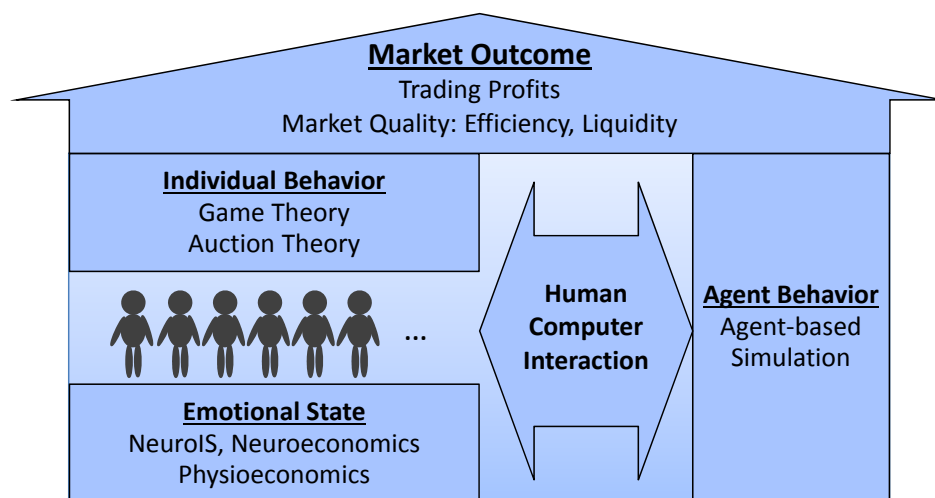 Market Outcome
Trading Profits
Market Quality: Efficiency, Liquidity
Individual Behavior
Game Theory
Auction Theory
...
Emotional State
NeuroIS, Neuroeconomics
Physioeconomics
Human
Computer
Interaction
Agent Behavior
Agent-based
Simulation